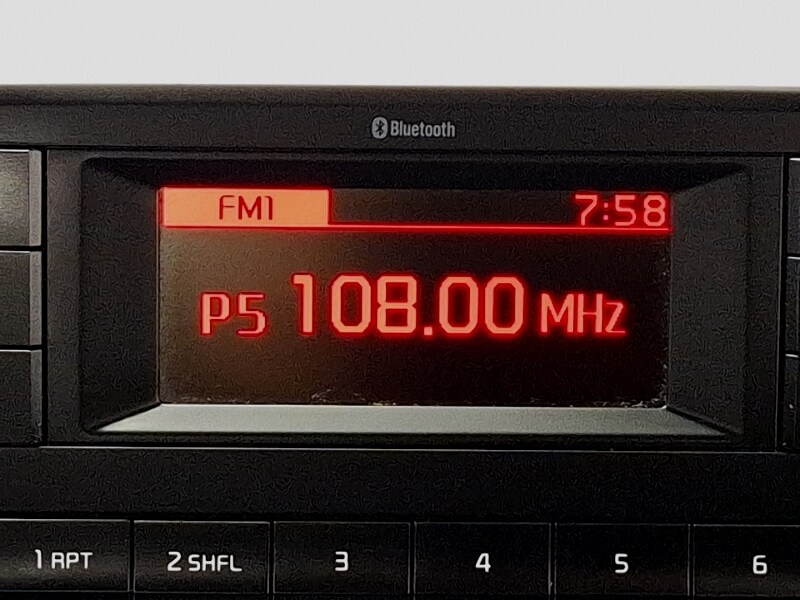 Bluetooth
FM1 7:58
P5 108.00 MHz
1 RPT 2 SHFL 3 4 5 6